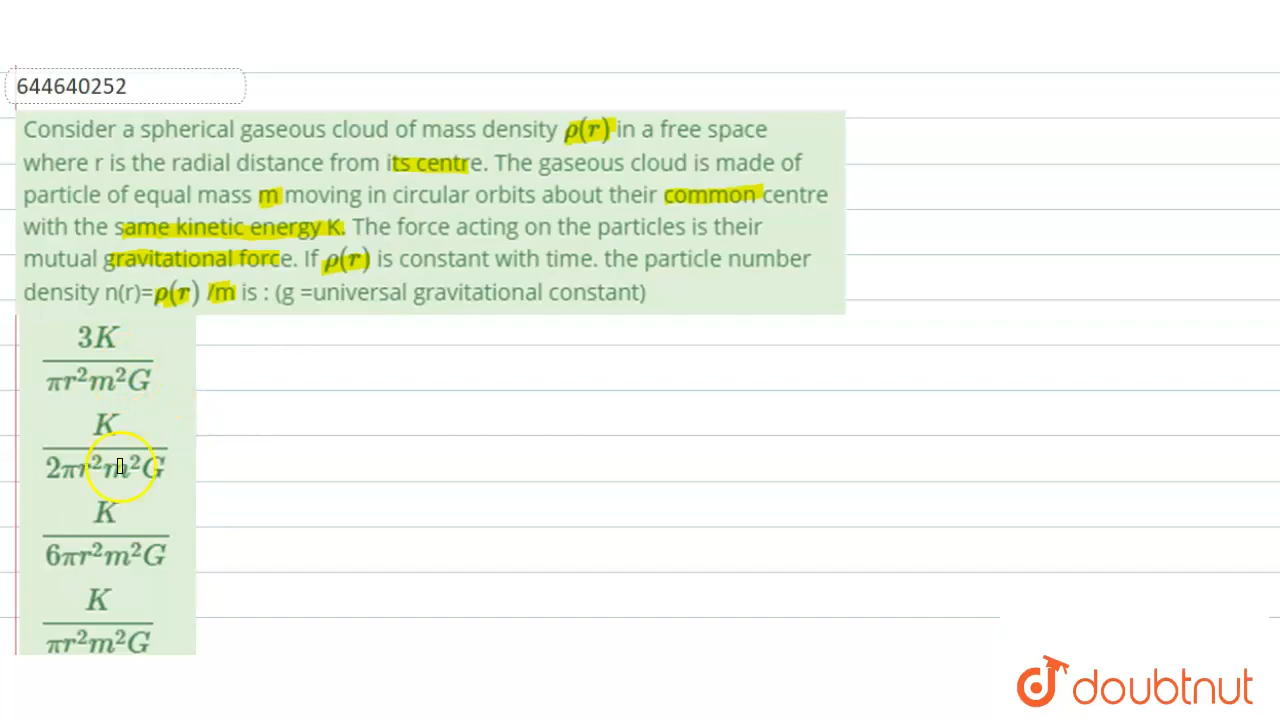 644640252
Consider a spherical gaseous cloud of mass density ρ(r) in a free space
where r is the radial distance from its centre. The gaseous cloud is made of
particle of equal mass m moving in circular orbits about their common centre
with the same kinetic energy K. The force acting on the particles is their
mutual gravitational force. If ρ(r) is constant with time. the particle number
density n(r)=ρ(r) /m is : (g =universal gravitational constant)
3K
πr²m²G
K
2πr²m²G
K
6πr²m²G
K
πr²m²G
doubtnut